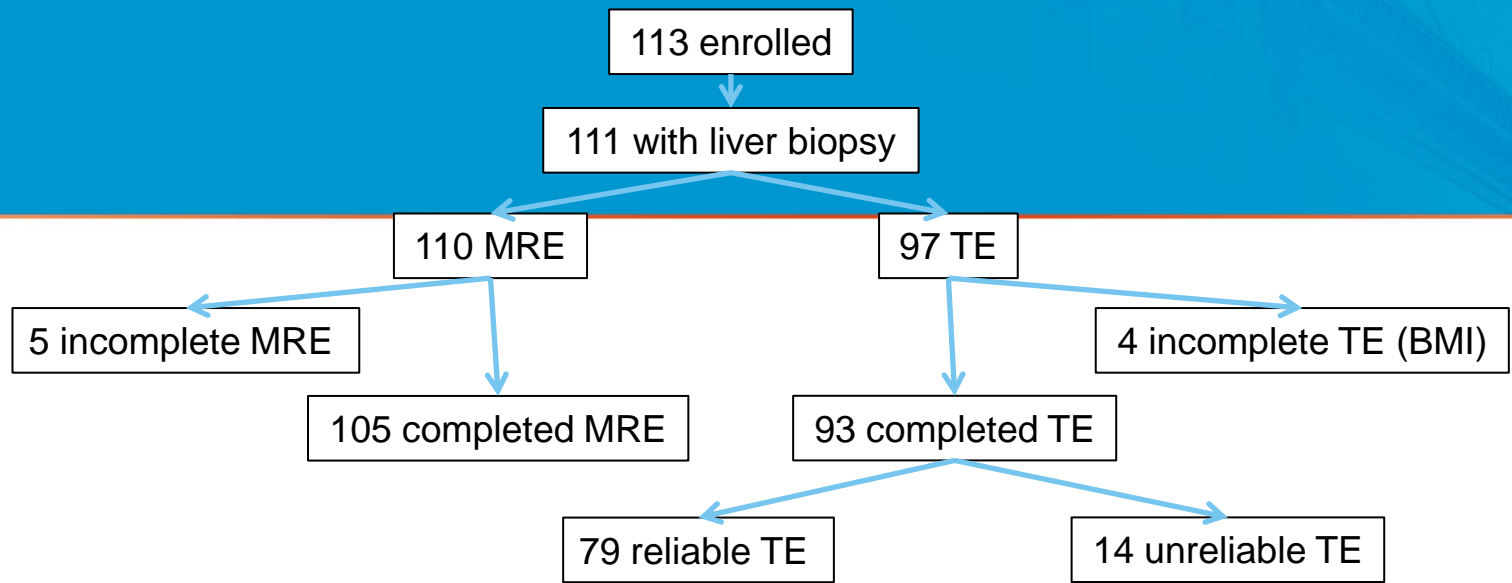 113 enrolled
111 with liver biopsy
110 MRE
97 TE
5 incomplete MRE
4 incomplete TE (BMI)
105 completed MRE
93 completed TE
79 reliable TE
14 unreliable TE